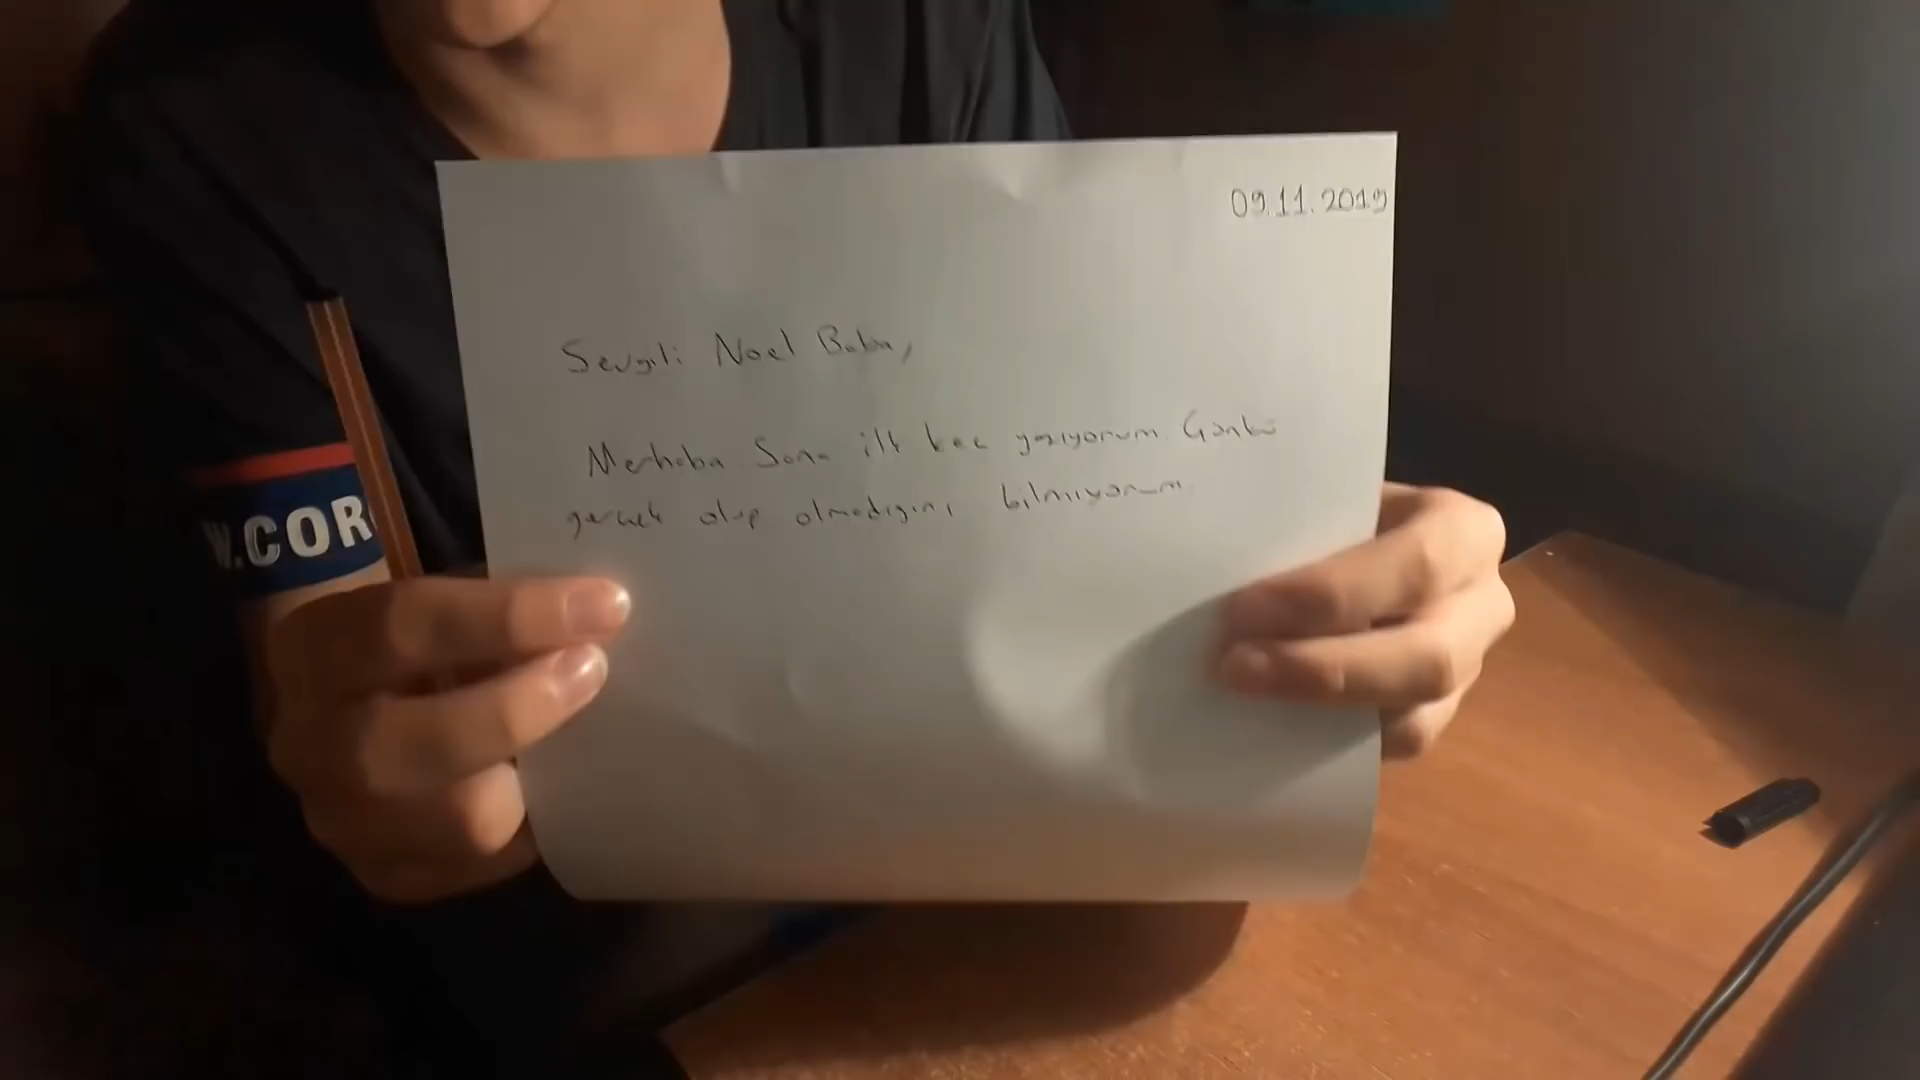 09.11.2019
Sevgili Noel Baba,
Merhaba Sana ilk kez yazıyorum. Çünkü
gerçek olup olmadığını bilmiyorum.
V.COR